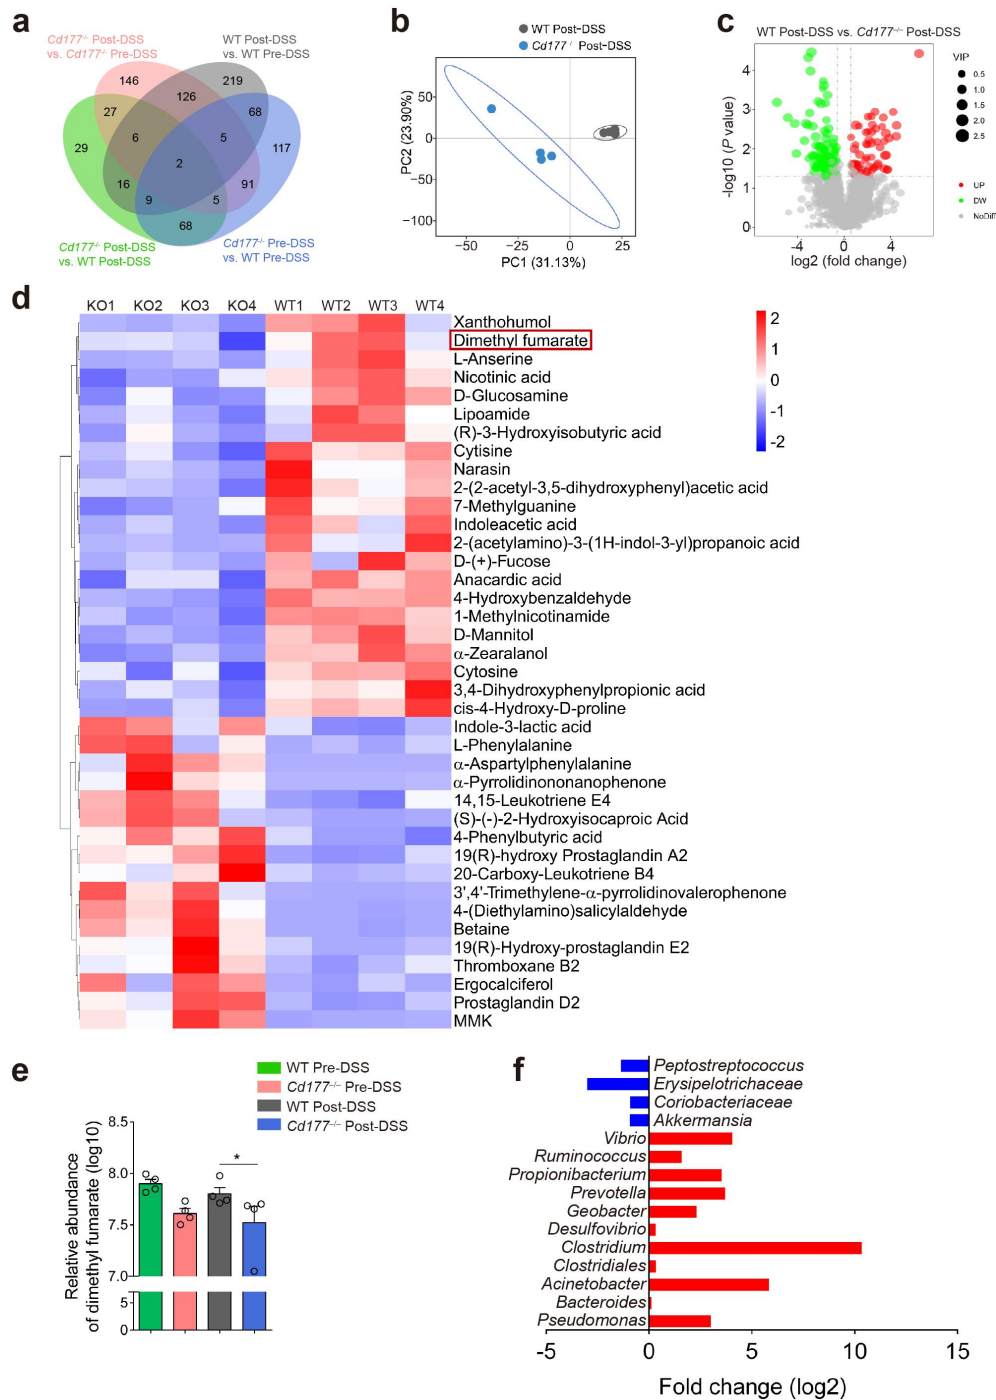 a
Cd177-/- Post-DSS
vs. Cd177-/- Pre-DSS
WT Post-DSS
vs. WT Pre-DSS
146
219
27
126
68
29
6
5
117
2
16
91
9
5
68
Cd177-/- Post-DSS
vs. WT Post-DSS
Cd177-/- Pre-DSS
vs. WT Pre-DSS
b
WT Post-DSS
Cd177-/- Post-DSS
PC2 (23.90%)
50
0
−50
−100
−50
−25
0
25
PC1 (31.13%)
c
WT Post-DSS vs. Cd177-/- Post-DSS
-log10 (P value)
4
3
2
1
0
-4
0
4
log2 (fold change)
VIP
0.5
1.0
1.5
2.0
2.5
UP
DW
NoDiff
d
KO1 KO2 KO3 KO4 WT1 WT2 WT3 WT4
Xanthohumol
Dimethyl fumarate
L-Anserine
Nicotinic acid
D-Glucosamine
Lipoamide
(R)-3-Hydroxyisobutyric acid
Cytisine
Narasin
2-(2-acetyl-3,5-dihydroxyphenyl)acetic acid
7-Methylguanine
Indoleacetic acid
2-(acetylamino)-3-(1H-indol-3-yl)propanoic acid
D-(+)-Fucose
Anacardic acid
4-Hydroxybenzaldehyde
1-Methylnicotinamide
D-Mannitol
α-Zearalanol
Cytosine
3,4-Dihydroxyphenylpropionic acid
cis-4-Hydroxy-D-proline
Indole-3-lactic acid
L-Phenylalanine
α-Aspartylphenylalanine
α-Pyrrolidinononanophenone
14,15-Leukotriene E4
(S)-(-)-2-Hydroxyisocaproic Acid
4-Phenylbutyric acid
19(R)-hydroxy Prostaglandin A2
20-Carboxy-Leukotriene B4
3',4'-Trimethylene-α-pyrrolidinovalerophenone
4-(Diethylamino)salicylaldehyde
Betaine
19(R)-Hydroxy-prostaglandin E2
Thromboxane B2
Ergocalciferol
Prostaglandin D2
MMK
2
1
0
-1
-2
e
WT Pre-DSS
Cd177-/- Pre-DSS
WT Post-DSS
Cd177-/- Post-DSS
Relative abundance
of dimethyl fumarate (log10)
8.5
8.0
7.5
7.0
5
0
*
f
Peptostreptococcus
Erysipelotrichaceae
Coriobacteriaceae
Akkermansia
Vibrio
Ruminococcus
Propionibacterium
Prevotella
Geobacter
Desulfovibrio
Clostridium
Clostridiales
Acinetobacter
Bacteroides
Pseudomonas
-5
0
5
10
15
Fold change (log2)